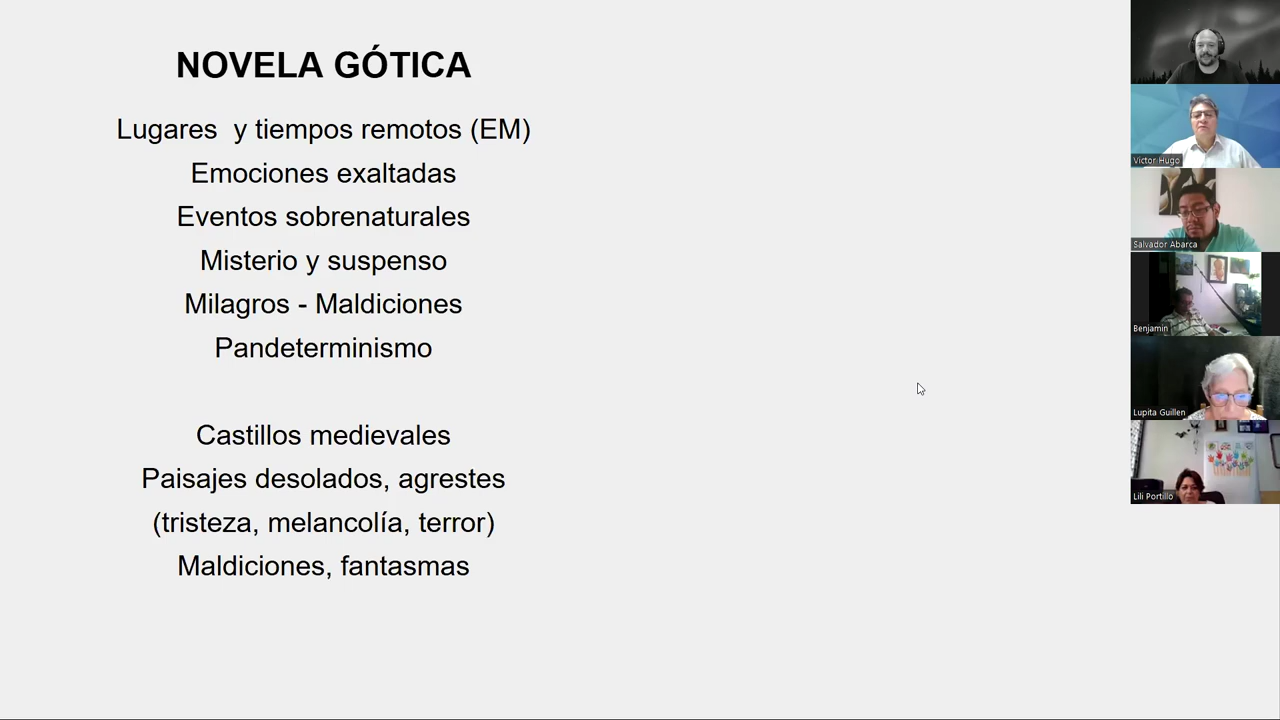 NOVELA GÓTICA
Lugares  y tiempos remotos (EM)
Emociones exaltadas
Eventos sobrenaturales
Misterio y suspenso
Milagros - Maldiciones
Pandeterminismo
Castillos medievales
Paisajes desolados, agrestes
(tristeza, melancolía, terror)
Maldiciones, fantasmas
Victor Hugo
Salvador Abarca
Benjamin
Lupita Guillen
Lili Portillo